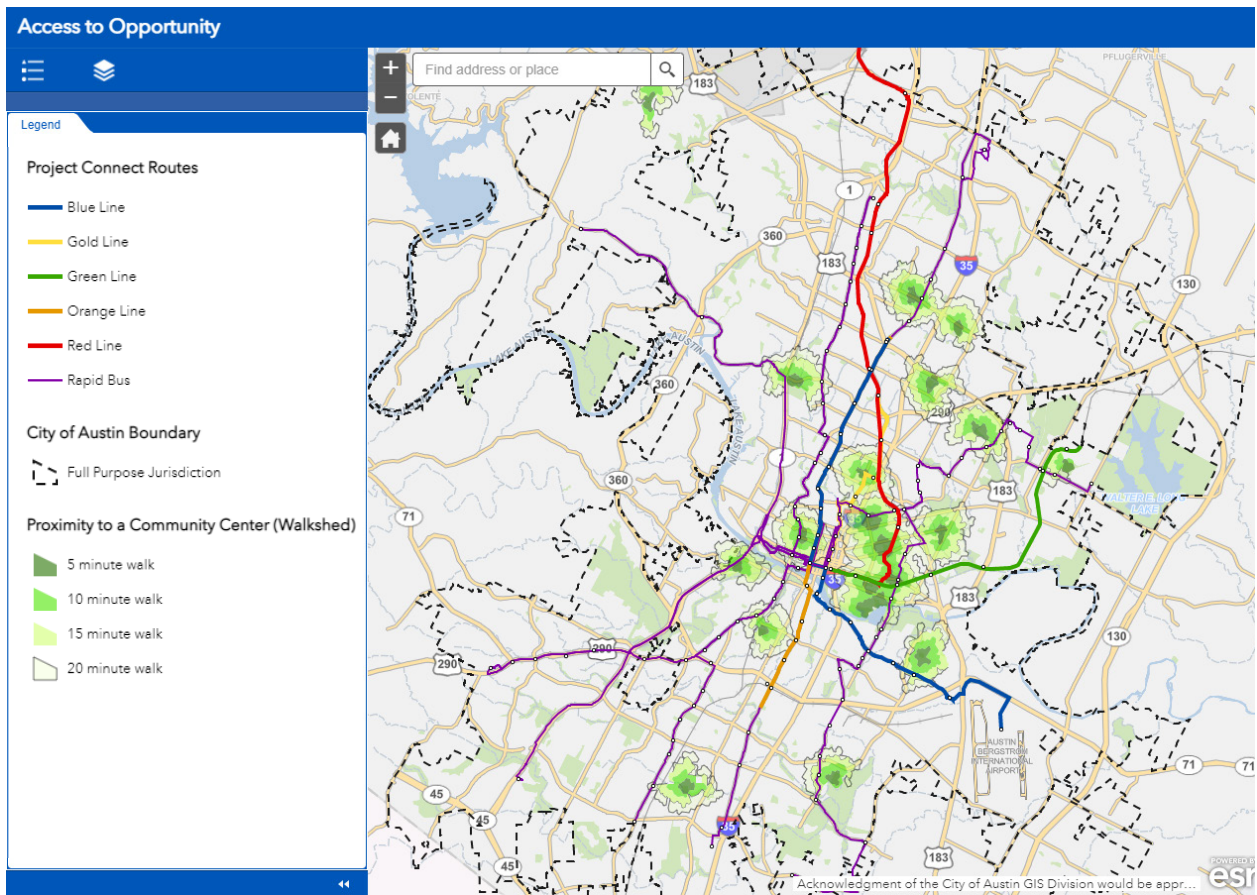 Access to Opportunity
Legend
Project Connect Routes
Blue Line
Gold Line
Green Line
Orange Line
Red Line
Rapid Bus
City of Austin Boundary
Full Purpose Jurisdiction
Proximity to a Community Center (Walkshed)
5 minute walk
10 minute walk
15 minute walk
20 minute walk
+
Find address or place
−
183
PFLUGERVILLE
1
360
183
35
130
LAKE AUSTIN
AUSTIN
360
290
360
183
71
35
183
290
290
130
AUSTIN
BERGSTROM
INTERNATIONAL
AIRPORT
71
71
45
45
35
45
183
POWERED BY
esri
Acknowledgment of the City of Austin GIS Division would be appr...